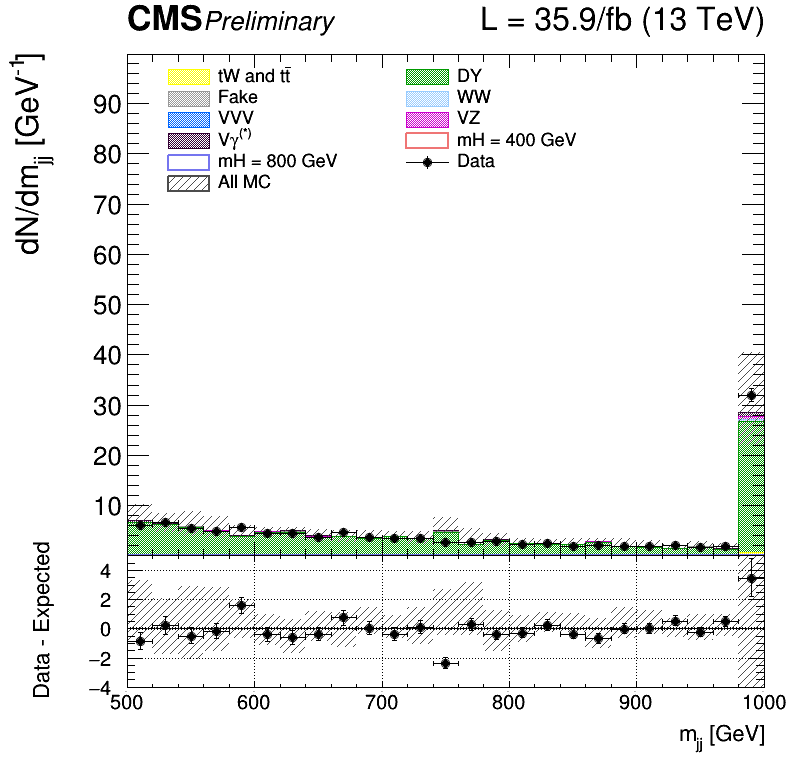 CMS Preliminary L = 35.9/fb (13 TeV)
dN/dm_jj [GeV⁻¹]
tW and tt̄ DY
Fake WW
VVV VZ
Vγ⁽*⁾ mH = 400 GeV
mH = 800 GeV Data
All MC
90
80
70
60
50
40
30
20
10
Data - Expected
4
2
0
−2
−4
500 600 700 800 900 1000
m_jj [GeV]